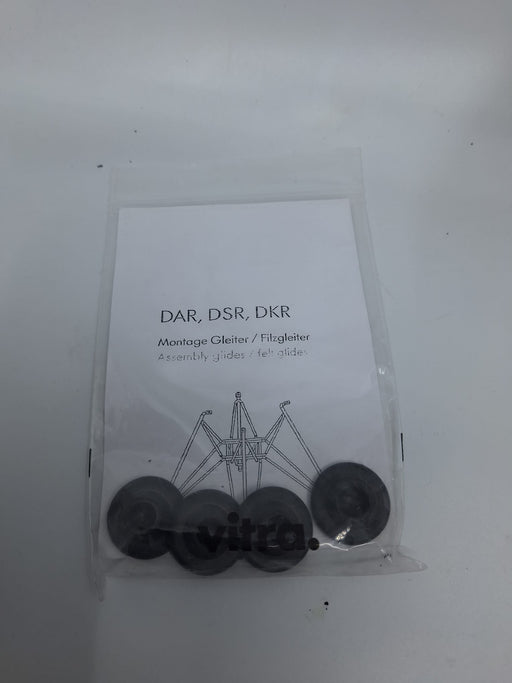 DAR, DSR, DKR
Montage Gleiter / Filzgleiter
Assembly glides / felt glides
vitra.